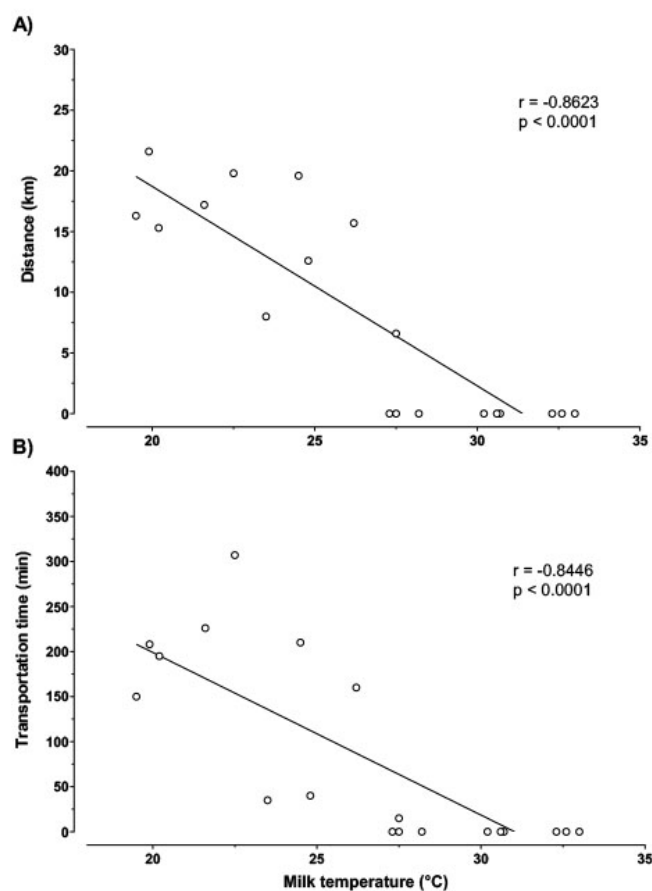 A)
30
25
20
15
10
5
0
Distance (km)
r = -0.8623
p < 0.0001
20
25
30
35
B)
400
350
300
250
200
150
100
50
0
Transportation time (min)
r = -0.8446
p < 0.0001
20
25
30
35
Milk temperature (°C)